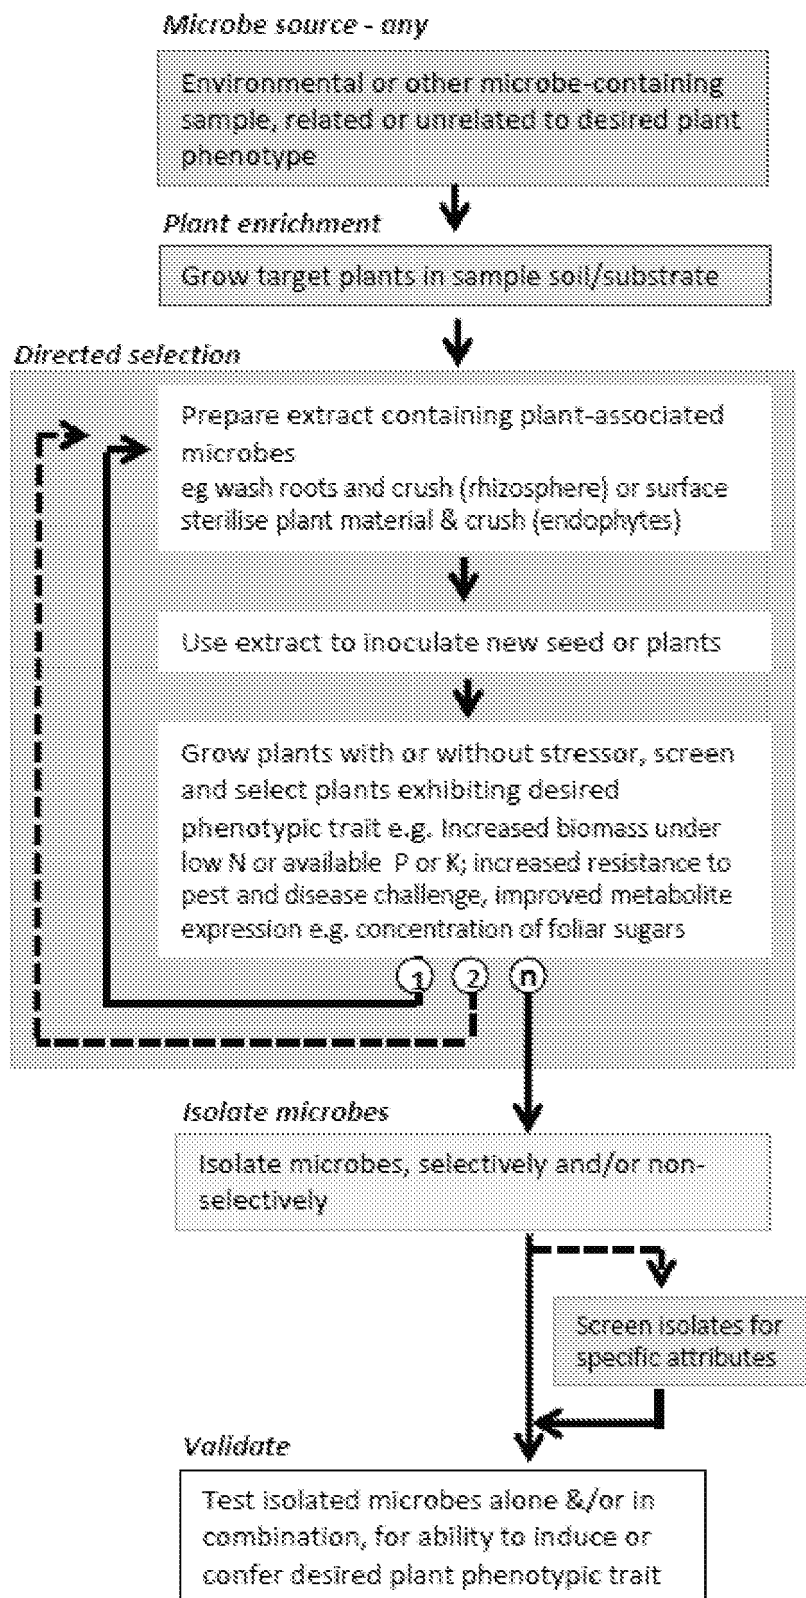 Microbe source - any
Environmental or other microbe-containing
sample, related or unrelated to desired plant
phenotype
Plant enrichment
Grow target plants in sample soil/substrate
Directed selection
Prepare extract containing plant-associated
microbes
eg wash roots and crush (rhizosphere) or surface
sterilise plant material & crush (endophytes)
Use extract to inoculate new seed or plants
Grow plants with or without stressor, screen
and select plants exhibiting desired
phenotypic trait e.g. Increased biomass under
low N or available P or K; increased resistance to
pest and disease challenge, improved metabolite
expression e.g. concentration of foliar sugars
1 2 n
Isolate microbes
Isolate microbes, selectively and/or non-
selectively
Screen isolates for
specific attributes
Validate
Test isolated microbes alone &/or in
combination, for ability to induce or
confer desired plant phenotypic trait